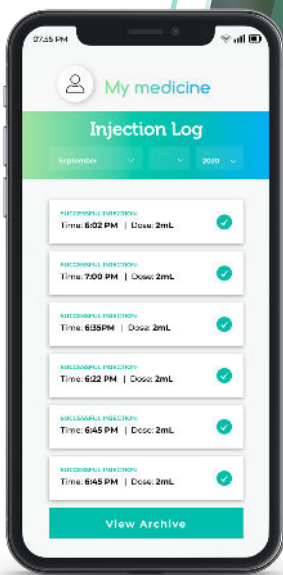 07.55 PM
My medicine
Injection Log
September
2020
SUCCESSFUL INJECTION
Time: 6:02 PM | Dose: 2mL
SUCCESSFUL INJECTION
Time: 7:00 PM | Dose: 2mL
SUCCESSFUL INJECTION
Time: 6:35PM | Dose: 2mL
SUCCESSFUL INJECTION
Time: 6:22 PM | Dose: 2mL
SUCCESSFUL INJECTION
Time: 6:45 PM | Dose: 2mL
SUCCESSFUL INJECTION
Time: 6:45 PM | Dose: 2mL
View Archive